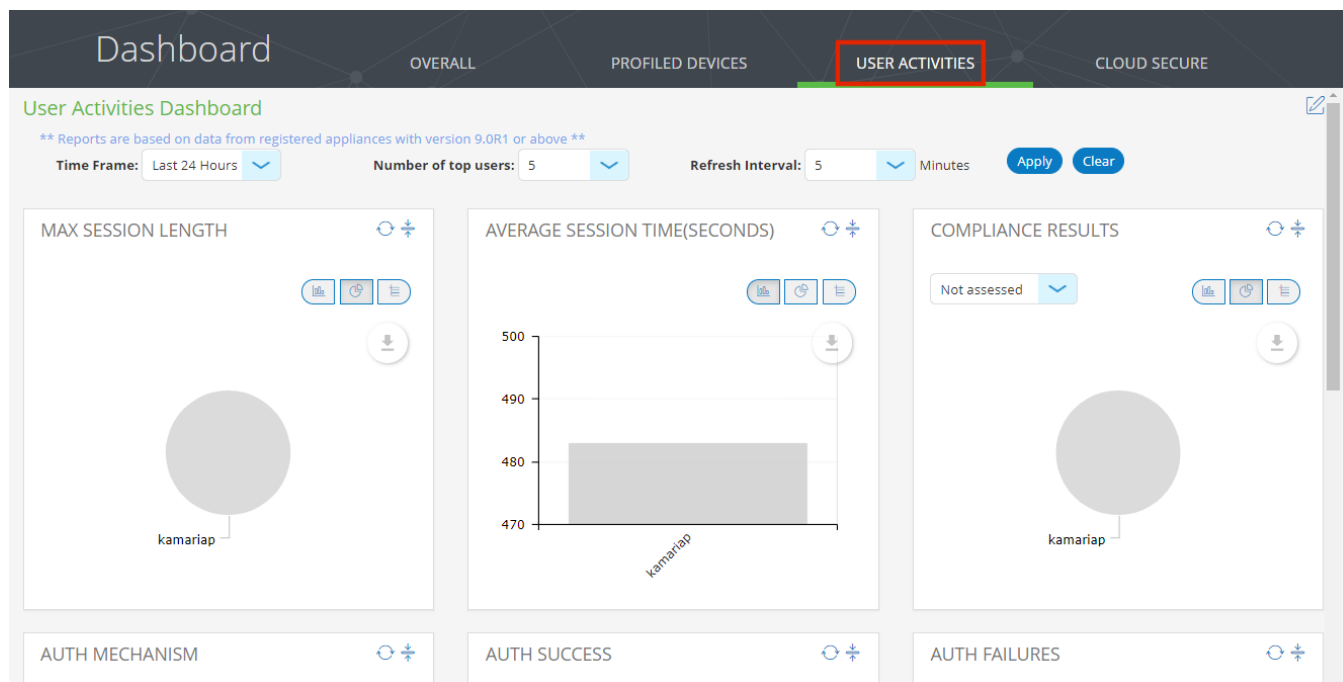 Dashboard
OVERALL
PROFILED DEVICES
USER ACTIVITIES
CLOUD SECURE
User Activities Dashboard
** Reports are based on data from registered appliances with version 9.0R1 or above **
Time Frame: Last 24 Hours
Number of top users: 5
Refresh Interval: 5 Minutes
Apply
Clear
MAX SESSION LENGTH
kamariap
AVERAGE SESSION TIME(SECONDS)
500
490
480
470
kamariap
COMPLIANCE RESULTS
Not assessed
kamariap
AUTH MECHANISM
AUTH SUCCESS
AUTH FAILURES